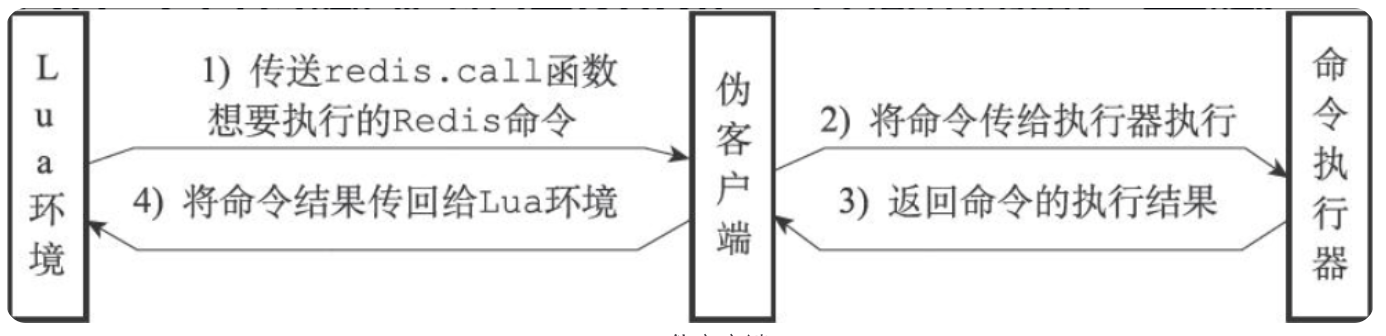 Lua环境
1) 传送redis.call函数
想要执行的Redis命令
4) 将命令结果传回给Lua环境
伪客户端
2) 将命令传给执行器执行
3) 返回命令的执行结果
命令执行器